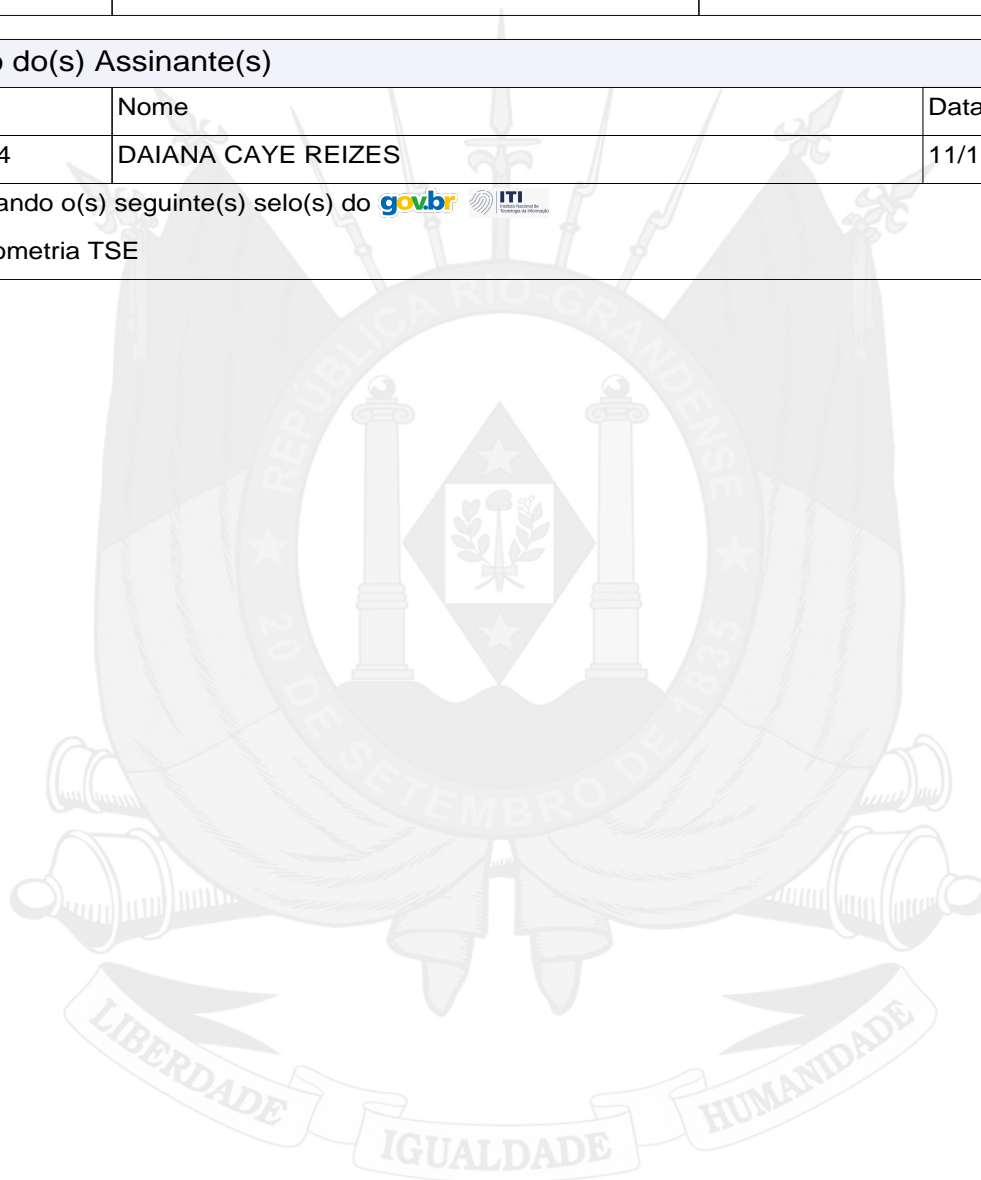 o do(s) Assinante(s)
Nome
Data
4
DAIANA CAYE REIZES
11/1
ando o(s) seguinte(s) selo(s) do gov.br ITI
ometria TSE
REPÚBLICA RIO-GRANDENSE
20 DE SETEMBRO DE 1835
LIBERDADE
IGUALDADE
HUMANIDADE